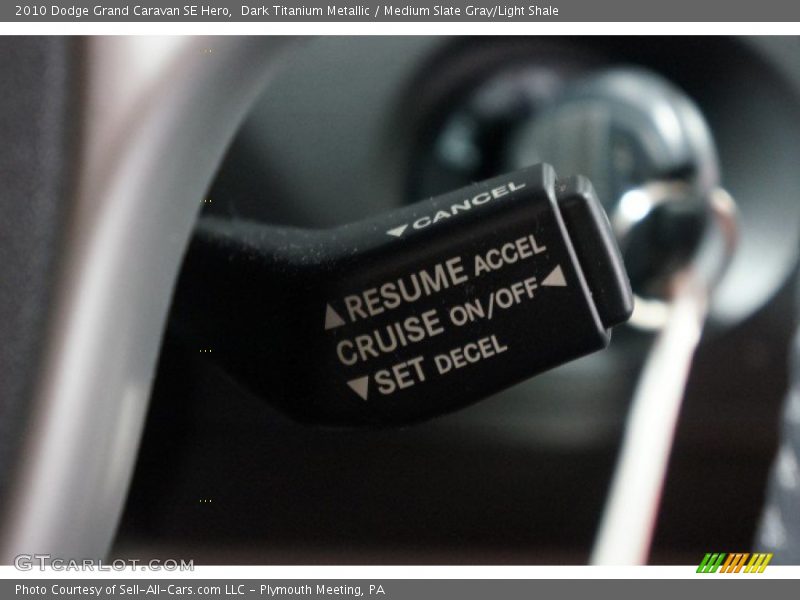 2010 Dodge Grand Caravan SE Hero, Dark Titanium Metallic / Medium Slate Gray/Light Shale
▼CANCEL
▲RESUME ACCEL
CRUISE ON/OFF◀
▼SET DECEL
GTCARLOT.COM
Photo Courtesy of Sell-All-Cars.com LLC - Plymouth Meeting, PA